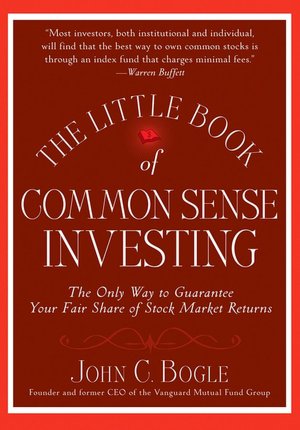 "Most investors, both institutional and individual,
will find that the best way to own common stocks is
through an index fund that charges minimal fees."
—Warren Buffett
THE LITTLE BOOK
of
COMMON SENSE
INVESTING
The Only Way to Guarantee
Your Fair Share of Stock Market Returns
JOHN C. BOGLE
Founder and former CEO of the Vanguard Mutual Fund Group